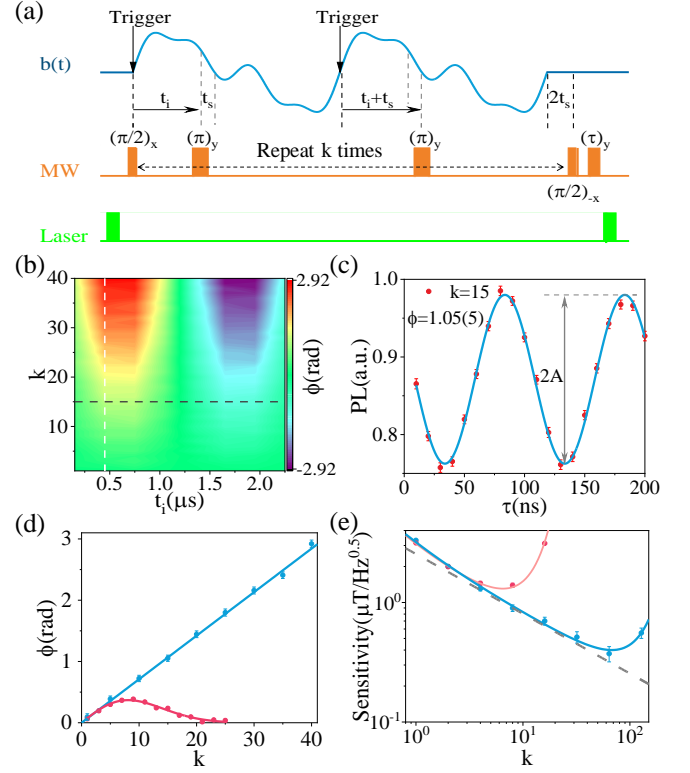 (a)
Trigger Trigger
b(t)
t_i t_s t_i+t_s 2t_s
(π/2)_x (π)_y (π)_y (τ)_y
Repeat k times
MW
(π/2)_-x
Laser
(b)
40
30
20
10
k
0.5 1.0 1.5 2.0
t_i(μs)
2.92
-2.92
ϕ(rad)
(c)
1.0
0.9
0.8
PL(a.u.)
k=15
ϕ=1.05(5)
2A
0 50 100 150 200
τ(ns)
(d)
3
2
1
0
ϕ(rad)
0 10 20 30 40
k
(e)
10^0
10^-1
Sensitivity(μT/Hz^0.5)
10^0 10^1 10^2
k